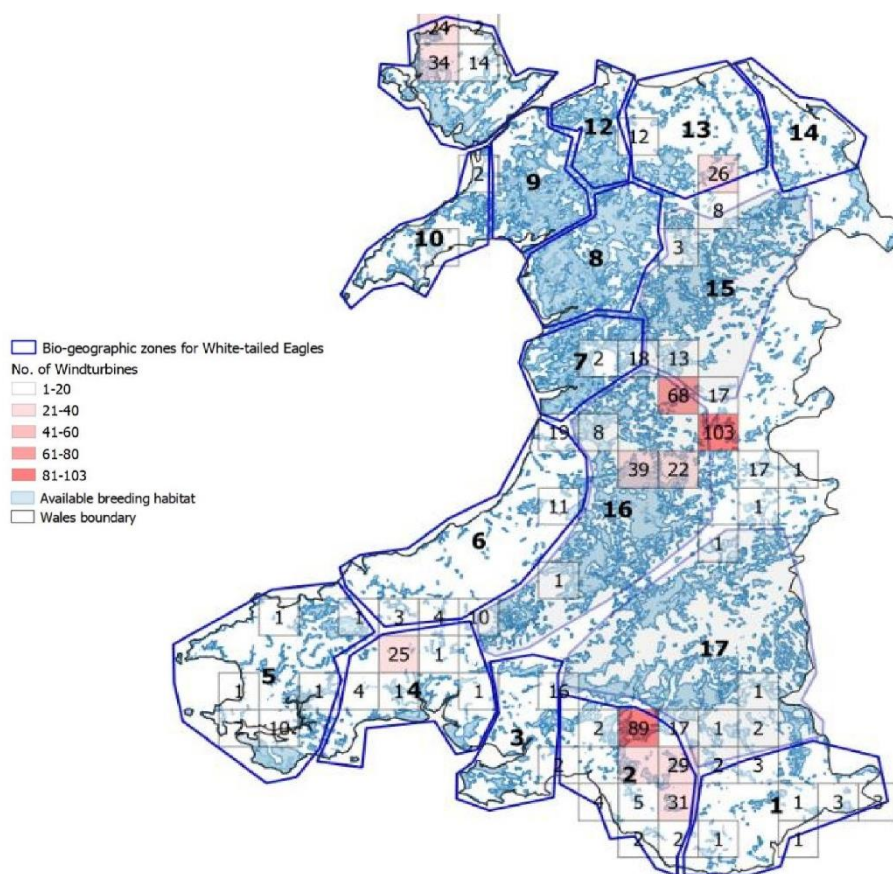 24 2
34 14
12 13 14
12
2 9 26
8
10 3
8
15
Bio-geographic zones for White-tailed Eagles
No. of Windturbines
1-20
21-40
41-60
61-80
81-103
Available breeding habitat
Wales boundary
7 2 18 13
68 17
19 8 103
39 22 17 1
11 16 1
6 1
1
1 1 3 4 10
25 1 17
5
1 1 4 4 1 16 1
19 2 89 17 1 2
3
2 29 2 3
2
4 5 31 1 1 3 3
2 2 1 1